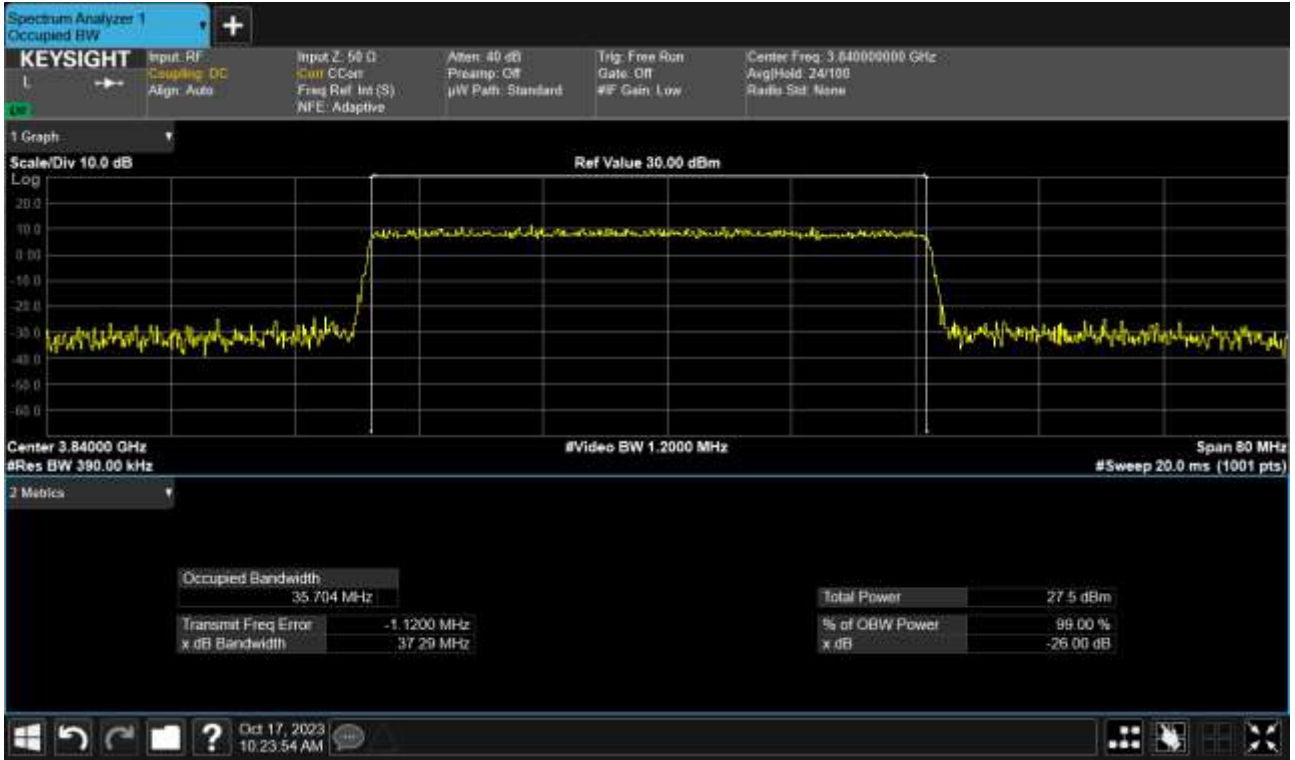 Spectrum Analyzer 1
Occupied BW
KEYSIGHT
L
Input: RF
Coupling: DC
Align: Auto
Input Z: 50 Ω
Corr CCorr
Freq Ref: Int (S)
NFE: Adaptive
Atten: 40 dB
Preamp: Off
µW Path: Standard
Trig: Free Run
Gate: Off
#IF Gain: Low
Center Freq: 3.840000000 GHz
Avg|Hold: 24/100
Radio Std: None
1 Graph
Scale/Div 10.0 dB
Ref Value 30.00 dBm
Log
20.0
10.0
0.00
-10.0
-20.0
-30.0
-40.0
-50.0
-60.0
Center 3.84000 GHz
#Video BW 1.2000 MHz
Span 80 MHz
#Res BW 390.00 kHz
#Sweep 20.0 ms (1001 pts)
2 Metrics
Occupied Bandwidth
35.704 MHz
Transmit Freq Error -1.1200 MHz
x dB Bandwidth 37.29 MHz
Total Power 27.5 dBm
% of OBW Power 99.00 %
x dB -26.00 dB
Oct 17, 2023
10:23:54 AM